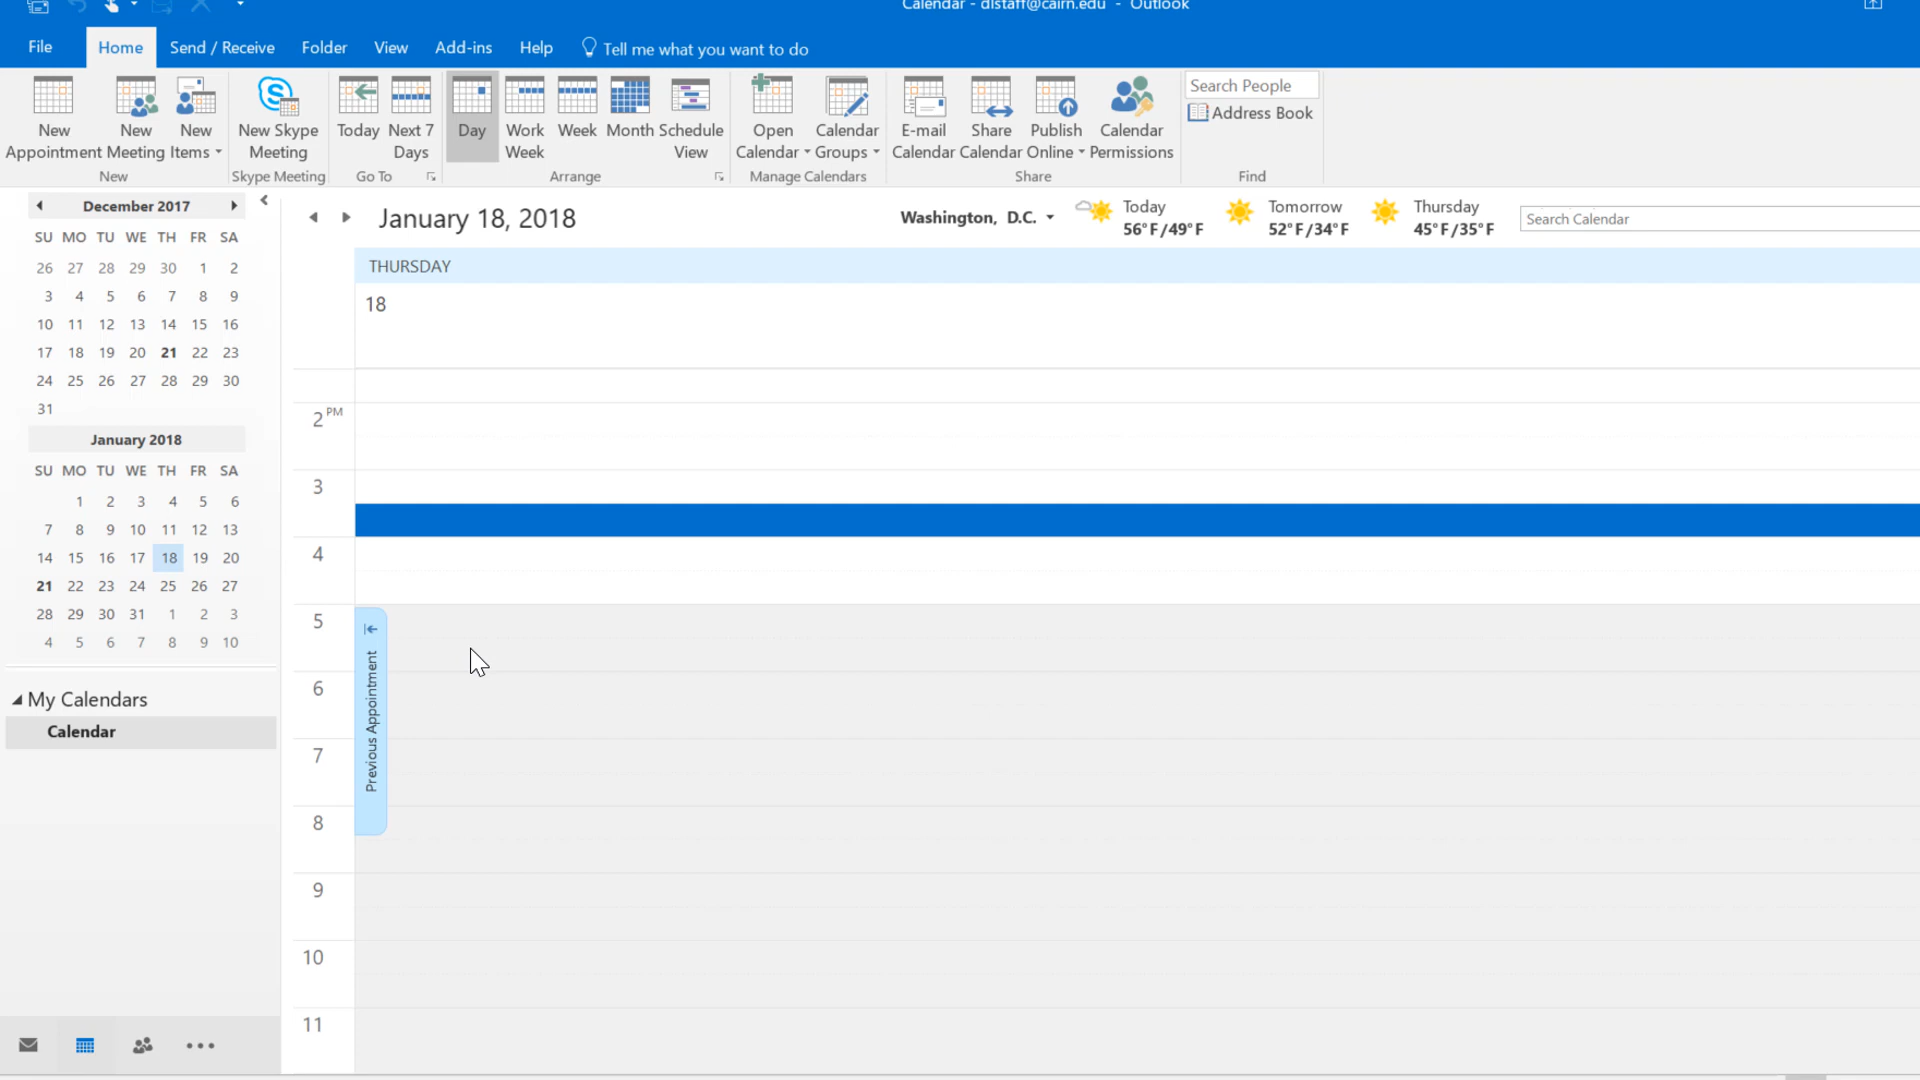 Calendar - dlstaff@cairn.edu - Outlook
File Home Send / Receive Folder View Add-ins Help Tell me what you want to do
New Appointment
New Meeting
New Items
New
New Skype Meeting
Skype Meeting
Today
Next 7 Days
Go To
Day
Work Week
Week
Month
Schedule View
Arrange
Open Calendar
Calendar Groups
Manage Calendars
E-mail Calendar
Share Calendar
Publish Online
Calendar Permissions
Share
Search People
Address Book
Find
December 2017
SU MO TU WE TH FR SA
26 27 28 29 30 1 2
3 4 5 6 7 8 9
10 11 12 13 14 15 16
17 18 19 20 21 22 23
24 25 26 27 28 29 30
31
January 2018
SU MO TU WE TH FR SA
1 2 3 4 5 6
7 8 9 10 11 12 13
14 15 16 17 18 19 20
21 22 23 24 25 26 27
28 29 30 31 1 2 3
4 5 6 7 8 9 10
My Calendars
Calendar
January 18, 2018
Washington, D.C.
Today
56°F/49°F
Tomorrow
52°F/34°F
Thursday
45°F/35°F
Search Calendar
THURSDAY
18
2 PM
3
4
5
6
7
8
9
10
11
Previous Appointment